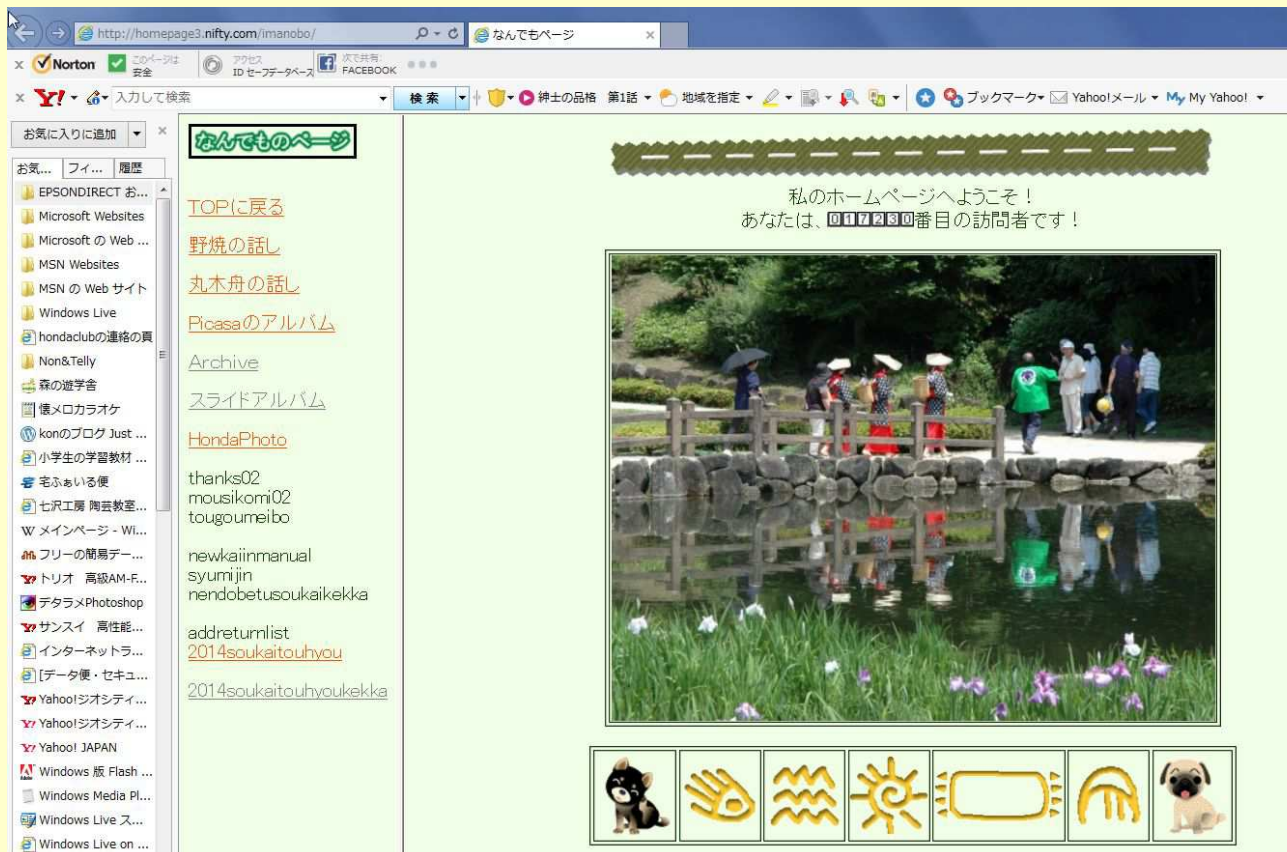 http://homepage3.nifty.com/imanobo/
なんでもページ
Norton
このページは
安全
アクセス
ID セーフデータベース
次で共有:
FACEBOOK
Y!
入力して検索
検索
紳士の品格 第1話
地域を指定
ブックマーク
Yahoo!メール
My Yahoo!
お気に入りに追加
お気...
フィ...
履歴
EPSONDIRECT お...
Microsoft Websites
Microsoft の Web ...
MSN Websites
MSN の Web サイト
Windows Live
hondaclubの連絡の頁
Non&Telly
森の遊学舎
懐メロカラオケ
konのブログ Just ...
小学生の学習教材 ...
宅ふぁいる便
七沢工房 陶芸教室...
メインページ - Wi...
フリーの簡易デー...
トリオ 高級AM-F...
デタラメPhotoshop
サンスイ 高性能...
インターネットラ...
[データ便・セキュ...
Yahoo!ジオシティ...
Yahoo!ジオシティ...
Yahoo! JAPAN
Windows 版 Flash ...
Windows Media Pl...
Windows Live ス...
Windows Live on ...
なんでものページ
TOPに戻る
野焼の話し
丸木舟の話し
Picasaのアルバム
Archive
スライドアルバム
HondaPhoto
thanks02
mousikomi02
tougoumeibo
newkaiinmanual
syumijin
nendobetusoukaikekka
addreturnlist
2014soukaitouhyou
2014soukaitouhyoukekka
私のホームページへようこそ！
あなたは、017230番目の訪問者です！